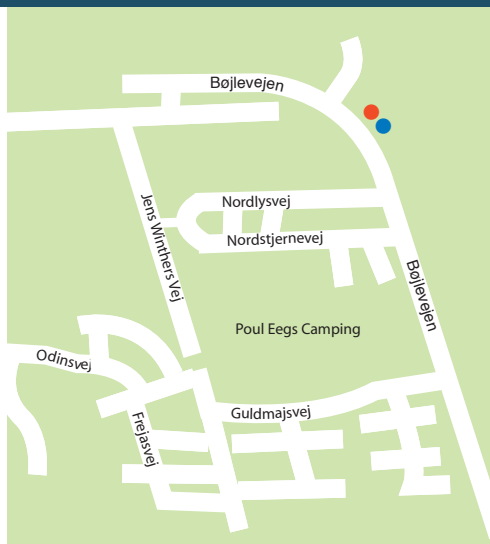 Bøjlevejen
Nordlysvej
Jens Winthers Vej
Nordstjernevej
Bøjlevejen
Poul Eegs Camping
Odinsvej
Guldmajsvej
Frejasvej